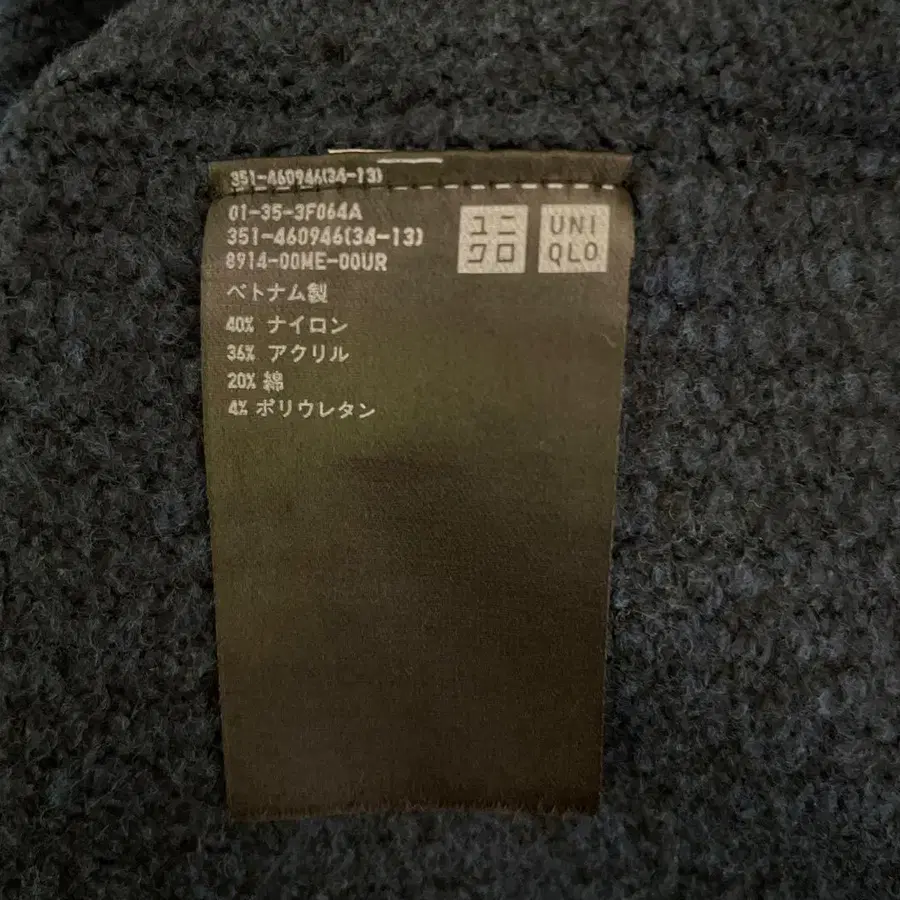 351-460946(34-13)
01-35-3F064A
351-460946(34-13)
8914-00ME-00UR
ユニ
クロ
UNI
QLO
ベトナム製
40% ナイロン
36% アクリル
20% 綿
4% ポリウレタン